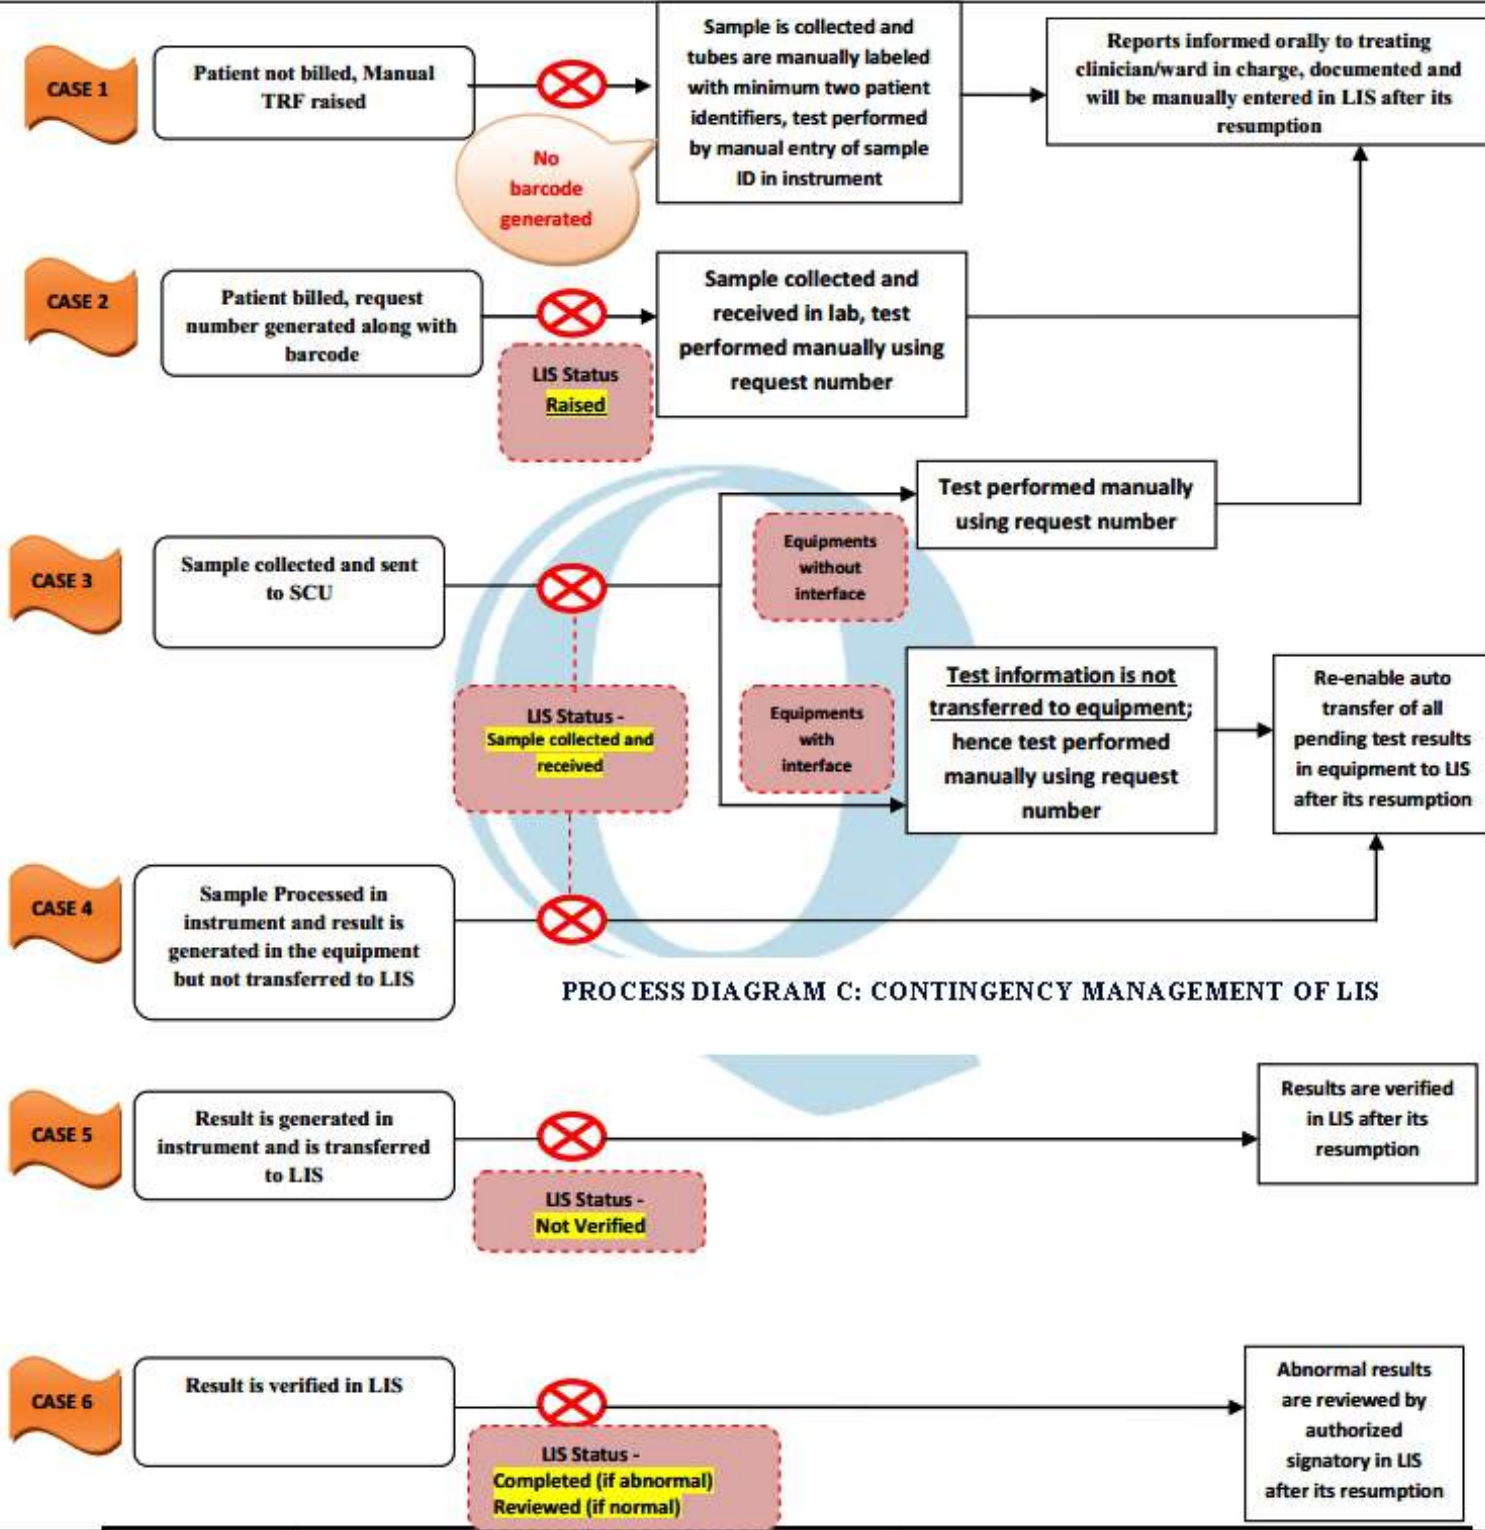 CASE 1
Patient not billed, Manual
TRF raised
No
barcode
generated
Sample is collected and
tubes are manually labeled
with minimum two patient
identifiers, test performed
by manual entry of sample
ID in instrument
Reports informed orally to treating
clinician/ward in charge, documented and
will be manually entered in LIS after its
resumption
CASE 2
Patient billed, request
number generated along with
barcode
LIS Status
Raised
Sample collected and
received in lab, test
performed manually using
request number
CASE 3
Sample collected and sent
to SCU
LIS Status -
Sample collected and
received
Equipments
without
interface
Test performed manually
using request number
Equipments
with
interface
Test information is not
transferred to equipment;
hence test performed
manually using request
number
Re-enable auto
transfer of all
pending test results
in equipment to LIS
after its resumption
CASE 4
Sample Processed in
instrument and result is
generated in the equipment
but not transferred to LIS
PROCESS DIAGRAM C: CONTINGENCY MANAGEMENT OF LIS
CASE 5
Result is generated in
instrument and is transferred
to LIS
LIS Status -
Not Verified
Results are verified
in LIS after its
resumption
CASE 6
Result is verified in LIS
LIS Status -
Completed (if abnormal)
Reviewed (if normal)
Abnormal results
are reviewed by
authorized
signatory in LIS
after its resumption